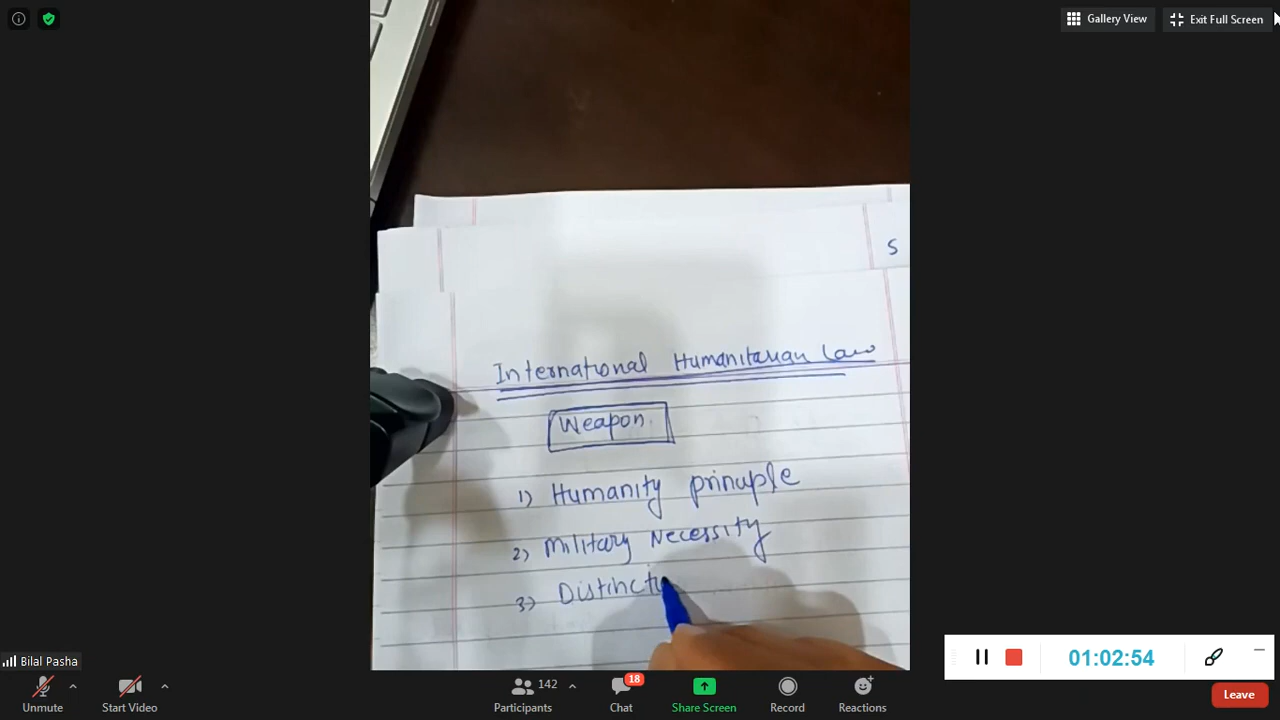 Gallery View
Exit Full Screen
S
International Humanitarian Law
Weapon
1) Humanity principle
2) Military Necessity
3) Distinctio
Bilal Pasha
01:02:54
Unmute
Start Video
142
Participants
18
Chat
Share Screen
Record
Reactions
Leave